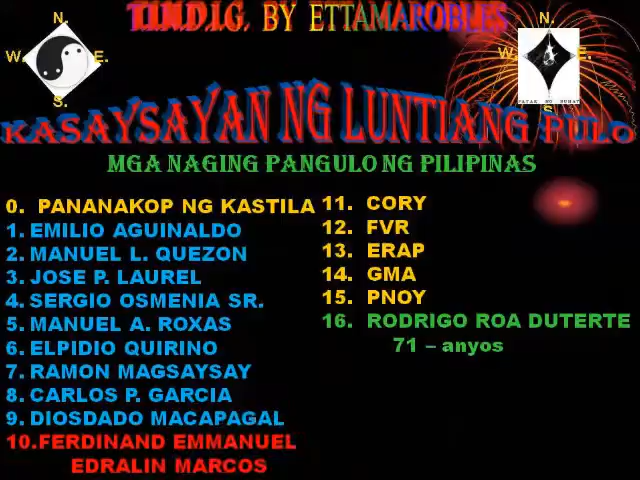 T.I.N.D.I.G. BY ETTAMAROBLES
N.
W. E.
S.
N.
W. E.
S.
KASAYSAYAN NG LUNTIANG PULO
MGA NAGING PANGULO NG PILIPINAS
0. PANANAKOP NG KASTILA
1. EMILIO AGUINALDO
2. MANUEL L. QUEZON
3. JOSE P. LAUREL
4. SERGIO OSMENIA SR.
5. MANUEL A. ROXAS
6. ELPIDIO QUIRINO
7. RAMON MAGSAYSAY
8. CARLOS P. GARCIA
9. DIOSDADO MACAPAGAL
10.FERDINAND EMMANUEL
EDRALIN MARCOS
11. CORY
12. FVR
13. ERAP
14. GMA
15. PNOY
16. RODRIGO ROA DUTERTE
71 – anyos